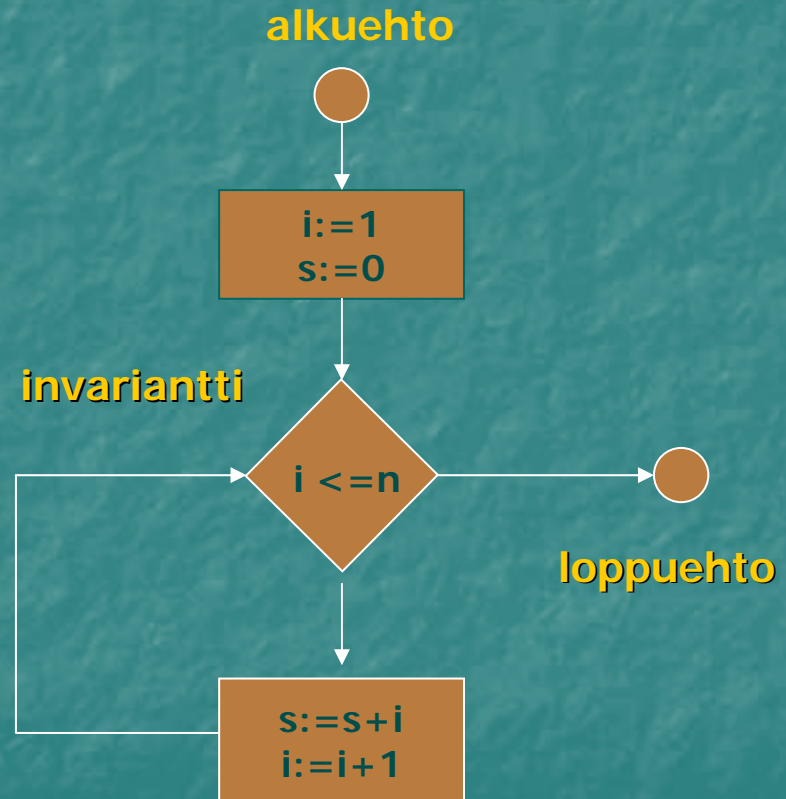 alkuehto
i:=1
s:=0
invariantti
i <=n
loppuehto
s:=s+i
i:=i+1